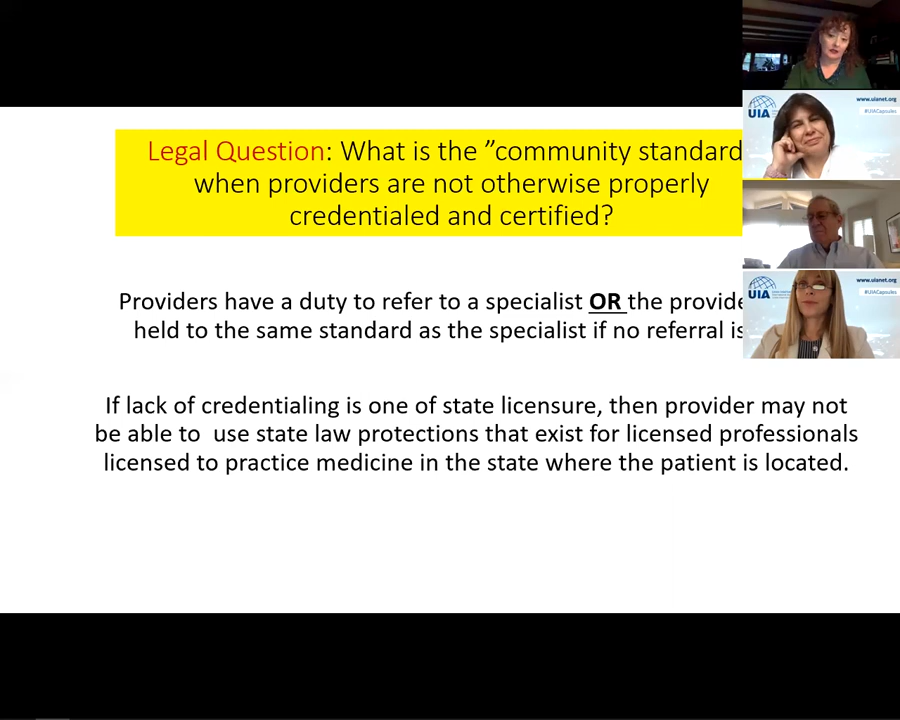 Legal Question: What is the ”community standard
when providers are not otherwise properly
credentialed and certified?
Providers have a duty to refer to a specialist OR the provide
held to the same standard as the specialist if no referral is
If lack of credentialing is one of state licensure, then provider may not
be able to  use state law protections that exist for licensed professionals
licensed to practice medicine in the state where the patient is located.
UIA
www.uianet.org
#UIACapsules
UIA
www.uianet.org
#UIACapsules